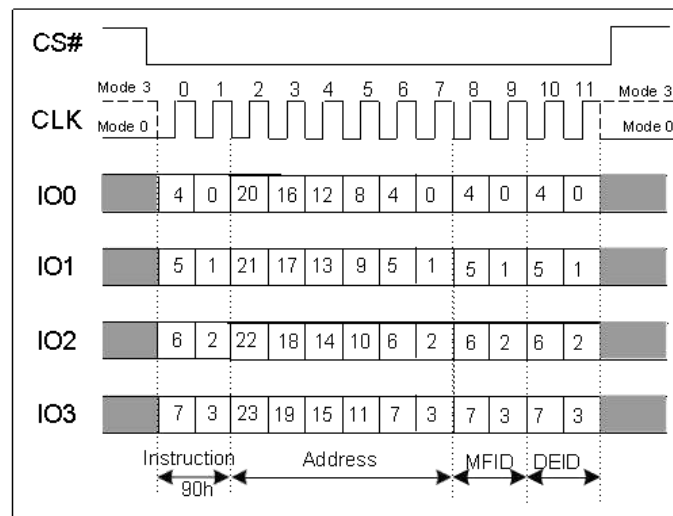 CS#
Mode 3 0 1 2 3 4 5 6 7 8 9 10 11 Mode 3
CLK Mode 0 Mode 0
IO0 4 0 20 16 12 8 4 0 4 0 4 0
IO1 5 1 21 17 13 9 5 1 5 1 5 1
IO2 6 2 22 18 14 10 6 2 6 2 6 2
IO3 7 3 23 19 15 11 7 3 7 3 7 3
Instruction Address MFID DEID
90h